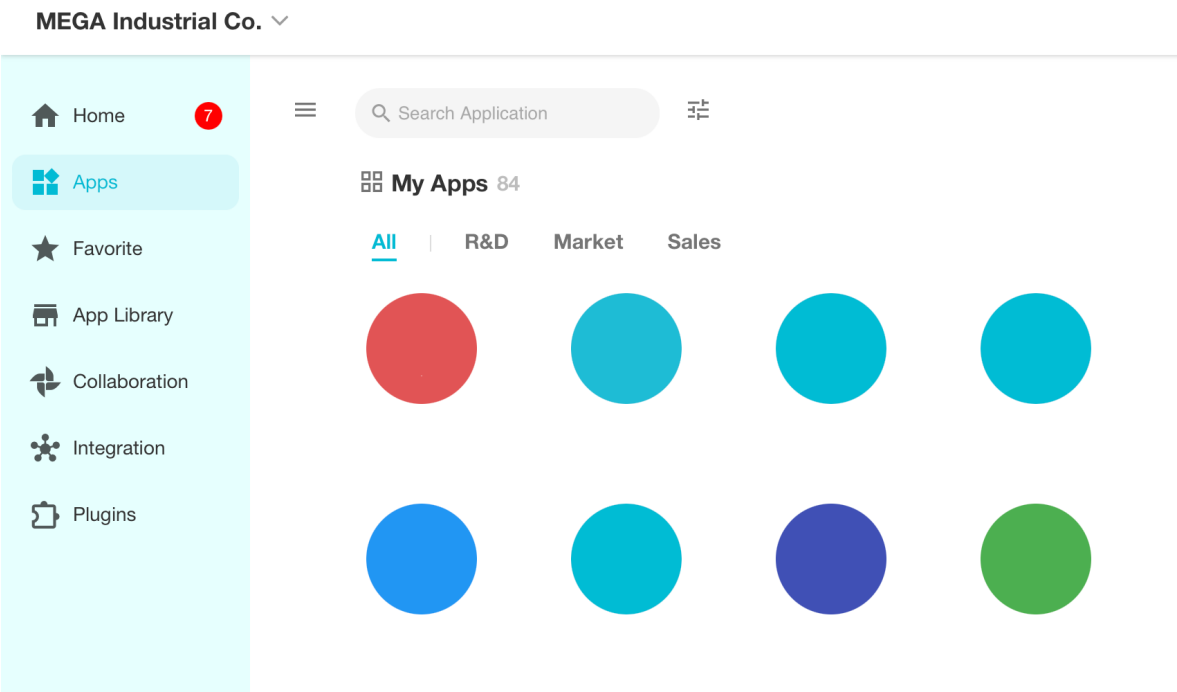 MEGA Industrial Co.
Home 7
Apps
Favorite
App Library
Collaboration
Integration
Plugins
Search Application
My Apps 84
All | R&D Market Sales